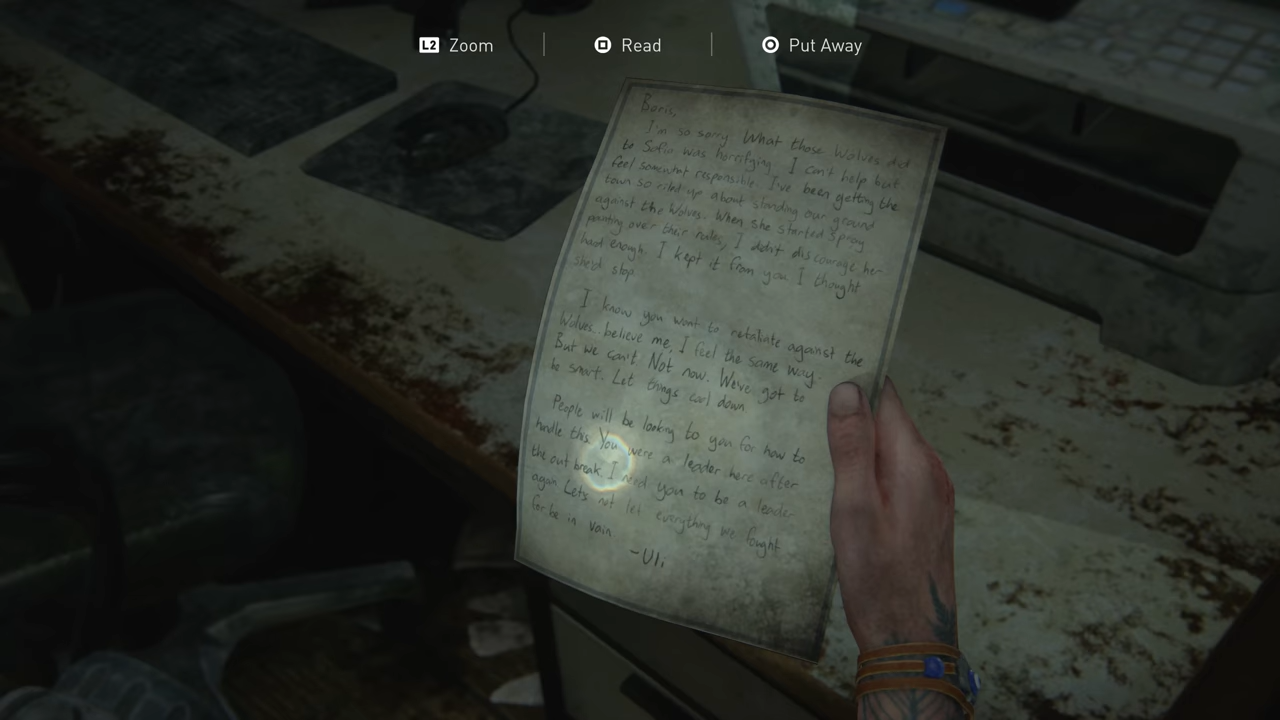 L2 Zoom
Read
Put Away
Boris,
I'm so sorry. What those Wolves did
to Sofia was horrifying. I can't help but
feel somewhat responsible. I've been getting the
town so riled up about standing our ground
against the Wolves. When she started spray
painting over their rules, I didn't discourage her
hard enough. I kept it from you I thought
she'd stop.
I know you want to retaliate against the
Wolves. believe me, I feel the same way.
But we can't. Not now. We've got to
be smart. Let things cool down
People will be looking to you for how to
handle this. You were a leader here after
the out break. I need you to be a leader
again Lets not let everything we fought
for be in vain
-Uli